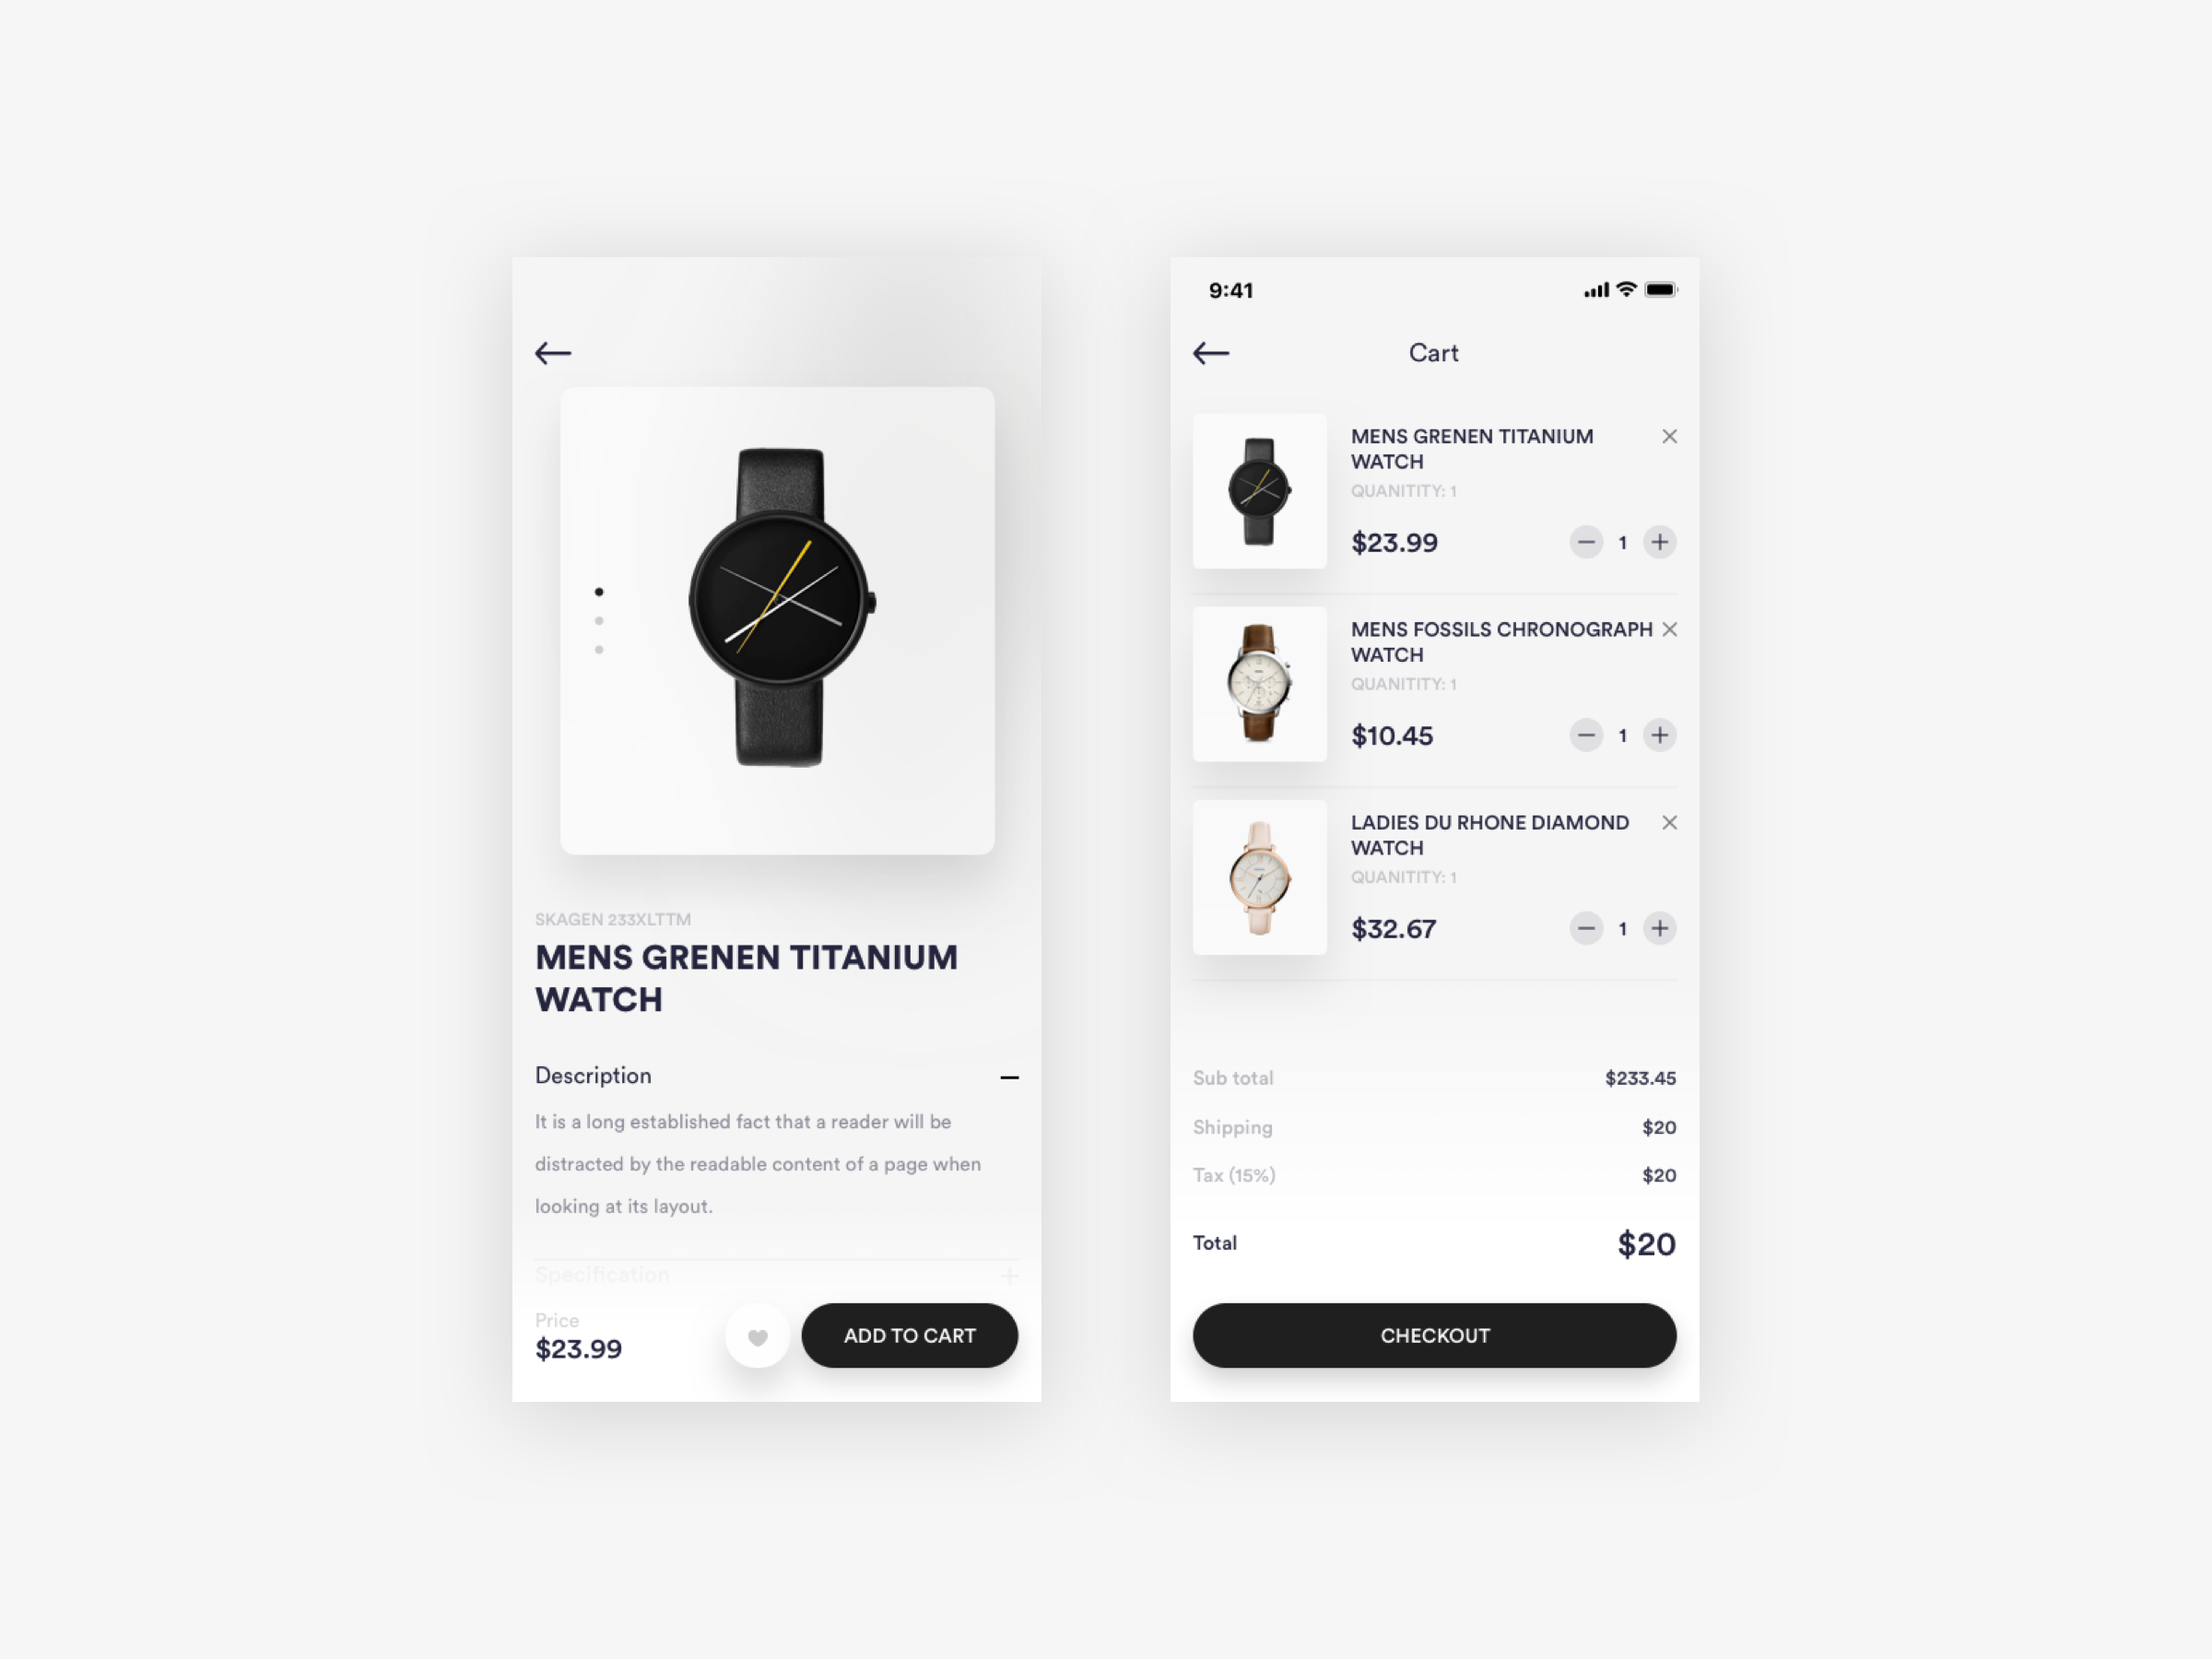 SKAGEN 233XLTTM
MENS GRENEN TITANIUM
WATCH
Description
It is a long established fact that a reader will be
distracted by the readable content of a page when
looking at its layout.
Specification
Price
$23.99
ADD TO CART
9:41
Cart
MENS GRENEN TITANIUM
WATCH
QUANITITY: 1
$23.99
1
MENS FOSSILS CHRONOGRAPH
WATCH
QUANITITY: 1
$10.45
1
LADIES DU RHONE DIAMOND
WATCH
QUANITITY: 1
$32.67
1
Sub total $233.45
Shipping $20
Tax (15%) $20
Total $20
CHECKOUT